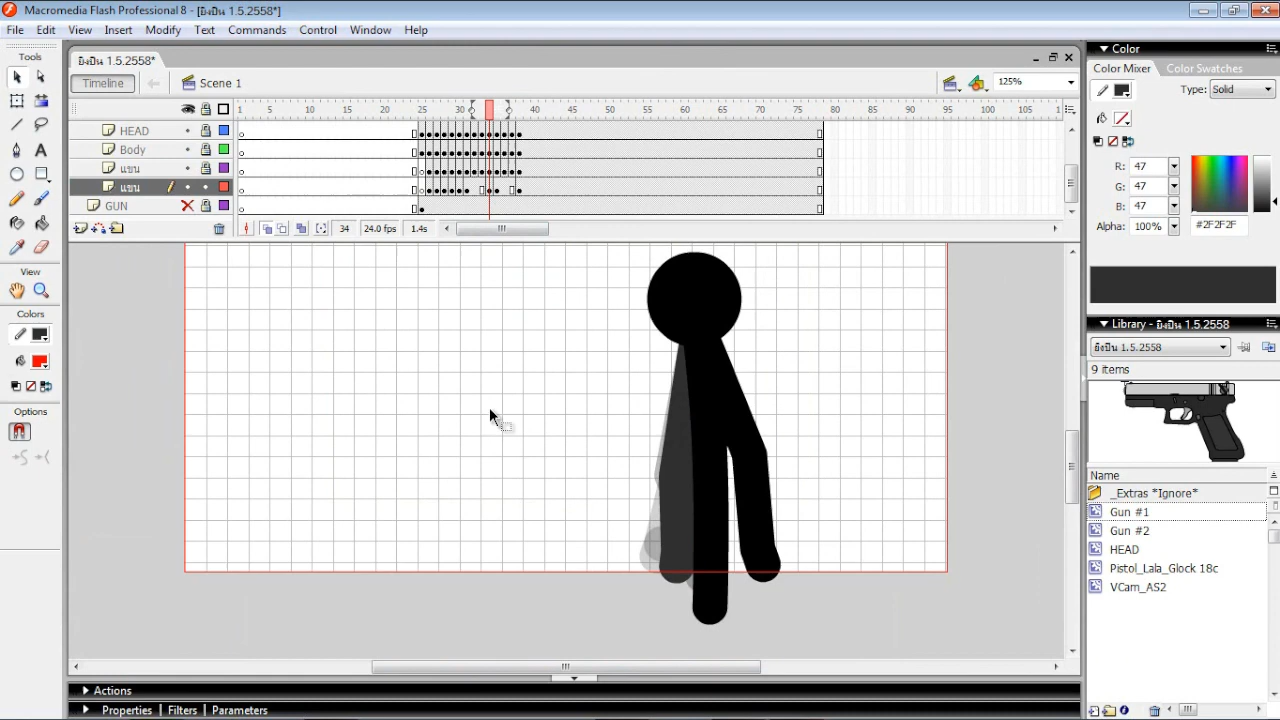 Macromedia Flash Professional 8 - [ยิงปืน 1.5.2558*]
File Edit View Insert Modify Text Commands Control Window Help
Tools
View
Colors
Options
ยิงปืน 1.5.2558*
Timeline
Scene 1
125%
1 5 10 15 20 25 30 40 45 50 55 60 65 70 75 80 85 90 95 100 105
HEAD
Body
แขน
แขน
GUN
34 24.0 fps 1.4s
Actions
Properties Filters Parameters
Color
Color Mixer Color Swatches
Type: Solid
R: 47
G: 47
B: 47
Alpha: 100% #2F2F2F
Library - ยิงปืน 1.5.2558
ยิงปืน 1.5.2558
9 items
Name
_Extras *Ignore*
Gun #1
Gun #2
HEAD
Pistol_Lala_Glock 18c
VCam_AS2